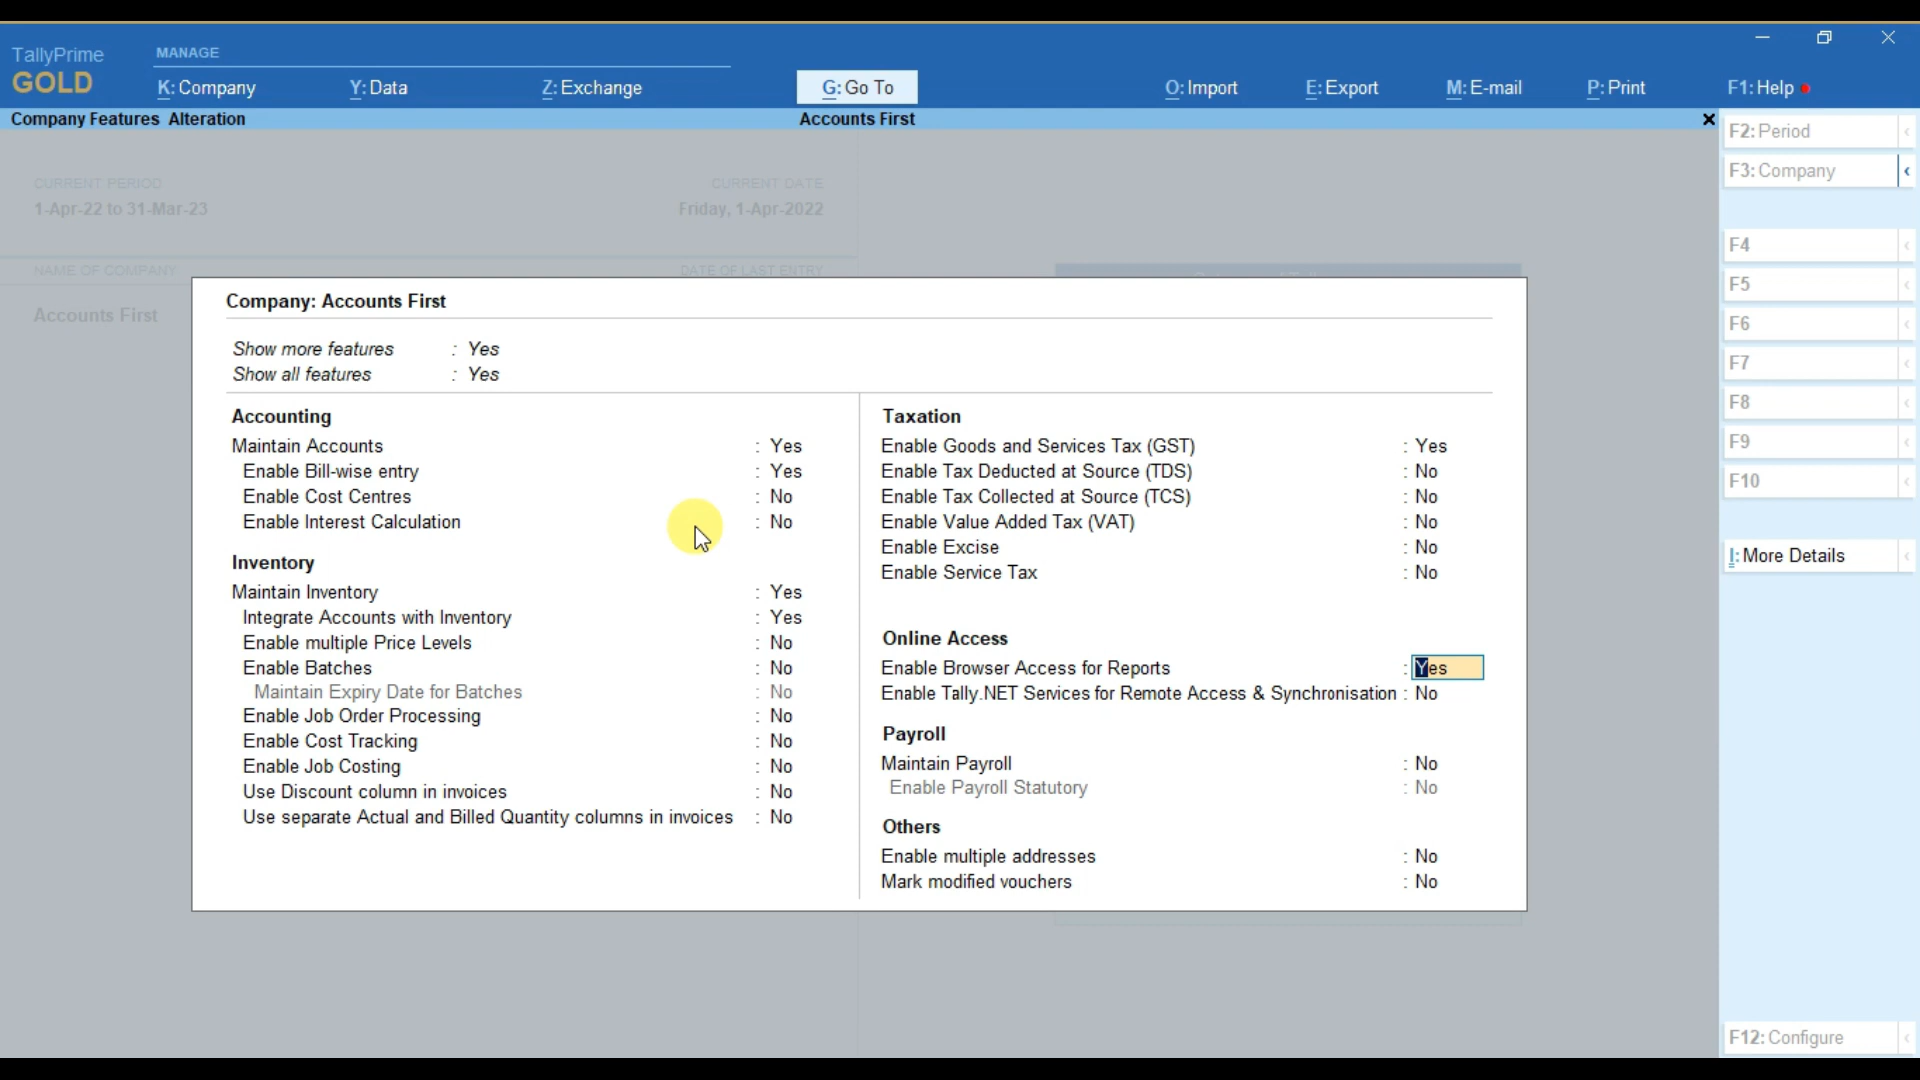 TallyPrime
GOLD
MANAGE
K: Company
Y: Data
Z: Exchange
G: Go To
O: Import
E: Export
M: E-mail
P: Print
F1: Help
Company Features Alteration
Accounts First
CURRENT PERIOD
1-Apr-22 to 31-Mar-23
CURRENT DATE
Friday, 1-Apr-2022
NAME OF COMPANY
DATE OF LAST ENTRY
Accounts First
Company: Accounts First
Show more features : Yes
Show all features : Yes
Accounting
Maintain Accounts : Yes
Enable Bill-wise entry : Yes
Enable Cost Centres : No
Enable Interest Calculation : No
Inventory
Maintain Inventory : Yes
Integrate Accounts with Inventory : Yes
Enable multiple Price Levels : No
Enable Batches : No
Maintain Expiry Date for Batches : No
Enable Job Order Processing : No
Enable Cost Tracking : No
Enable Job Costing : No
Use Discount column in invoices : No
Use separate Actual and Billed Quantity columns in invoices : No
Taxation
Enable Goods and Services Tax (GST) : Yes
Enable Tax Deducted at Source (TDS) : No
Enable Tax Collected at Source (TCS) : No
Enable Value Added Tax (VAT) : No
Enable Excise : No
Enable Service Tax : No
Online Access
Enable Browser Access for Reports : Yes
Enable Tally.NET Services for Remote Access & Synchronisation : No
Payroll
Maintain Payroll : No
Enable Payroll Statutory : No
Others
Enable multiple addresses : No
Mark modified vouchers : No
F2: Period
F3: Company
F4
F5
F6
F7
F8
F9
F10
I: More Details
F12: Configure